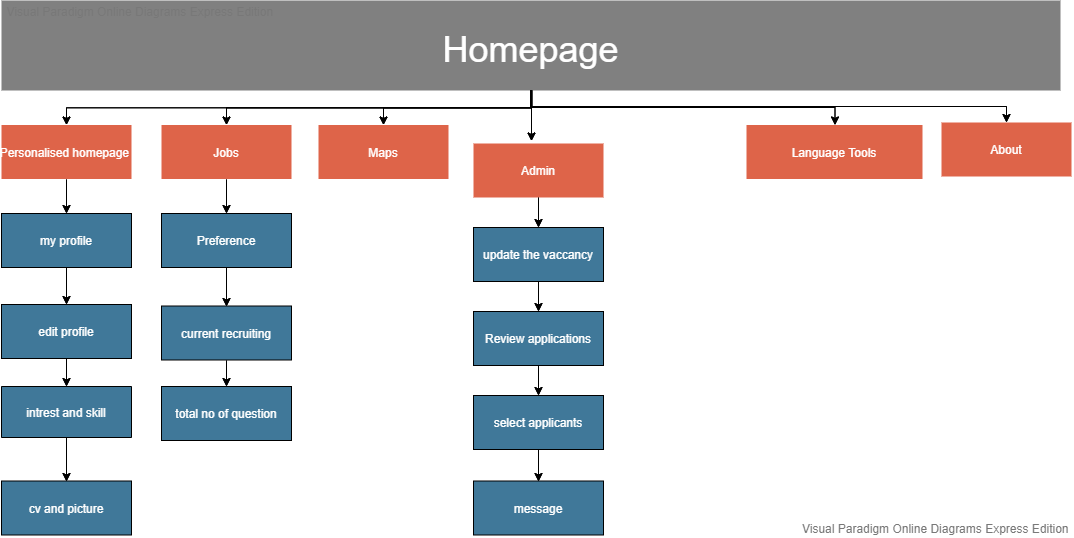 Visual Paradigm Online Diagrams Express Edition
Homepage
Personalised homepage
Jobs
Maps
Admin
Language Tools
About
my profile
Preference
update the vaccancy
edit profile
current recruiting
Review applications
intrest and skill
total no of question
select applicants
cv and picture
message
Visual Paradigm Online Diagrams Express Edition